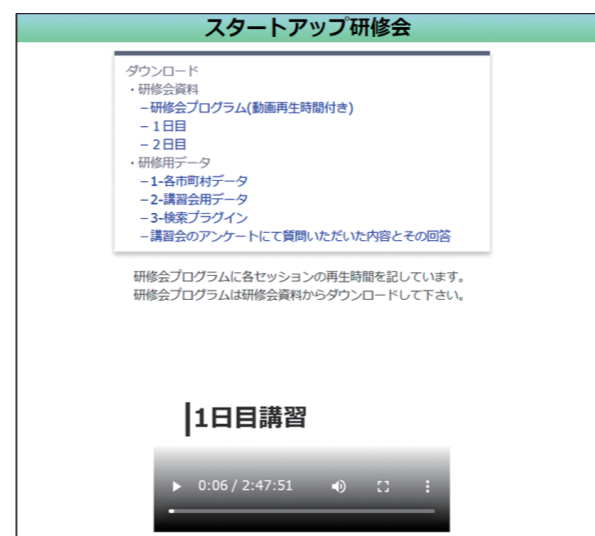 スタートアップ研修会
ダウンロード
・研修会資料
－研修会プログラム(動画再生時間付き)
－１日目
－２日目
・研修用データ
－1-各市町村データ
－2-講習会用データ
－3-検索プラグイン
－講習会のアンケートにて質問いただいた内容とその回答
研修会プログラムに各セッションの再生時間を記しています。
研修会プログラムは研修会資料からダウンロードして下さい。
1日目講習
0:06 / 2:47:51